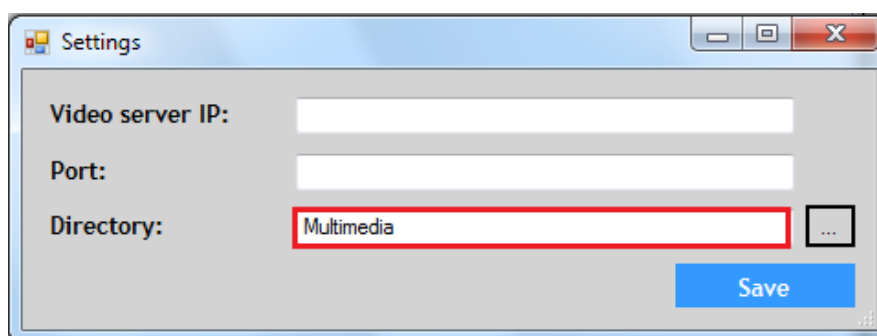 Settings
Video server IP:
Port:
Directory: Multimedia ...
Save